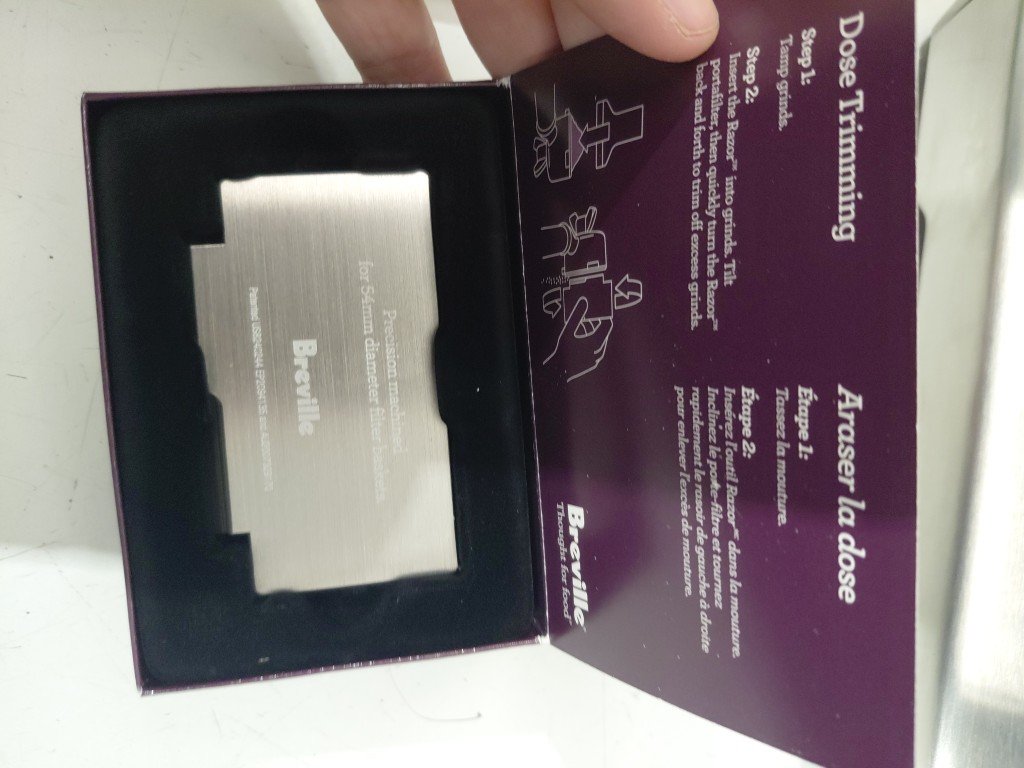 Dose Trimming
Step 1:
Tamp grinds.
Step 2:
Insert the Razor™ into grinds. Tilt
portafilter, then quickly turn the Razor™
back and forth to trim off excess grinds.
Araser la dose
Étape 1:
Tassez la mouture.
Étape 2:
Insérez l'outil Razor™ dans la mouture.
Inclinez le porte-filtre et tournez
rapidement le rasoir de gauche à droite
pour enlever l'excès de mouture.
Breville
Thought for food
Precision machined
for 54mm diameter filter baskets.
Breville